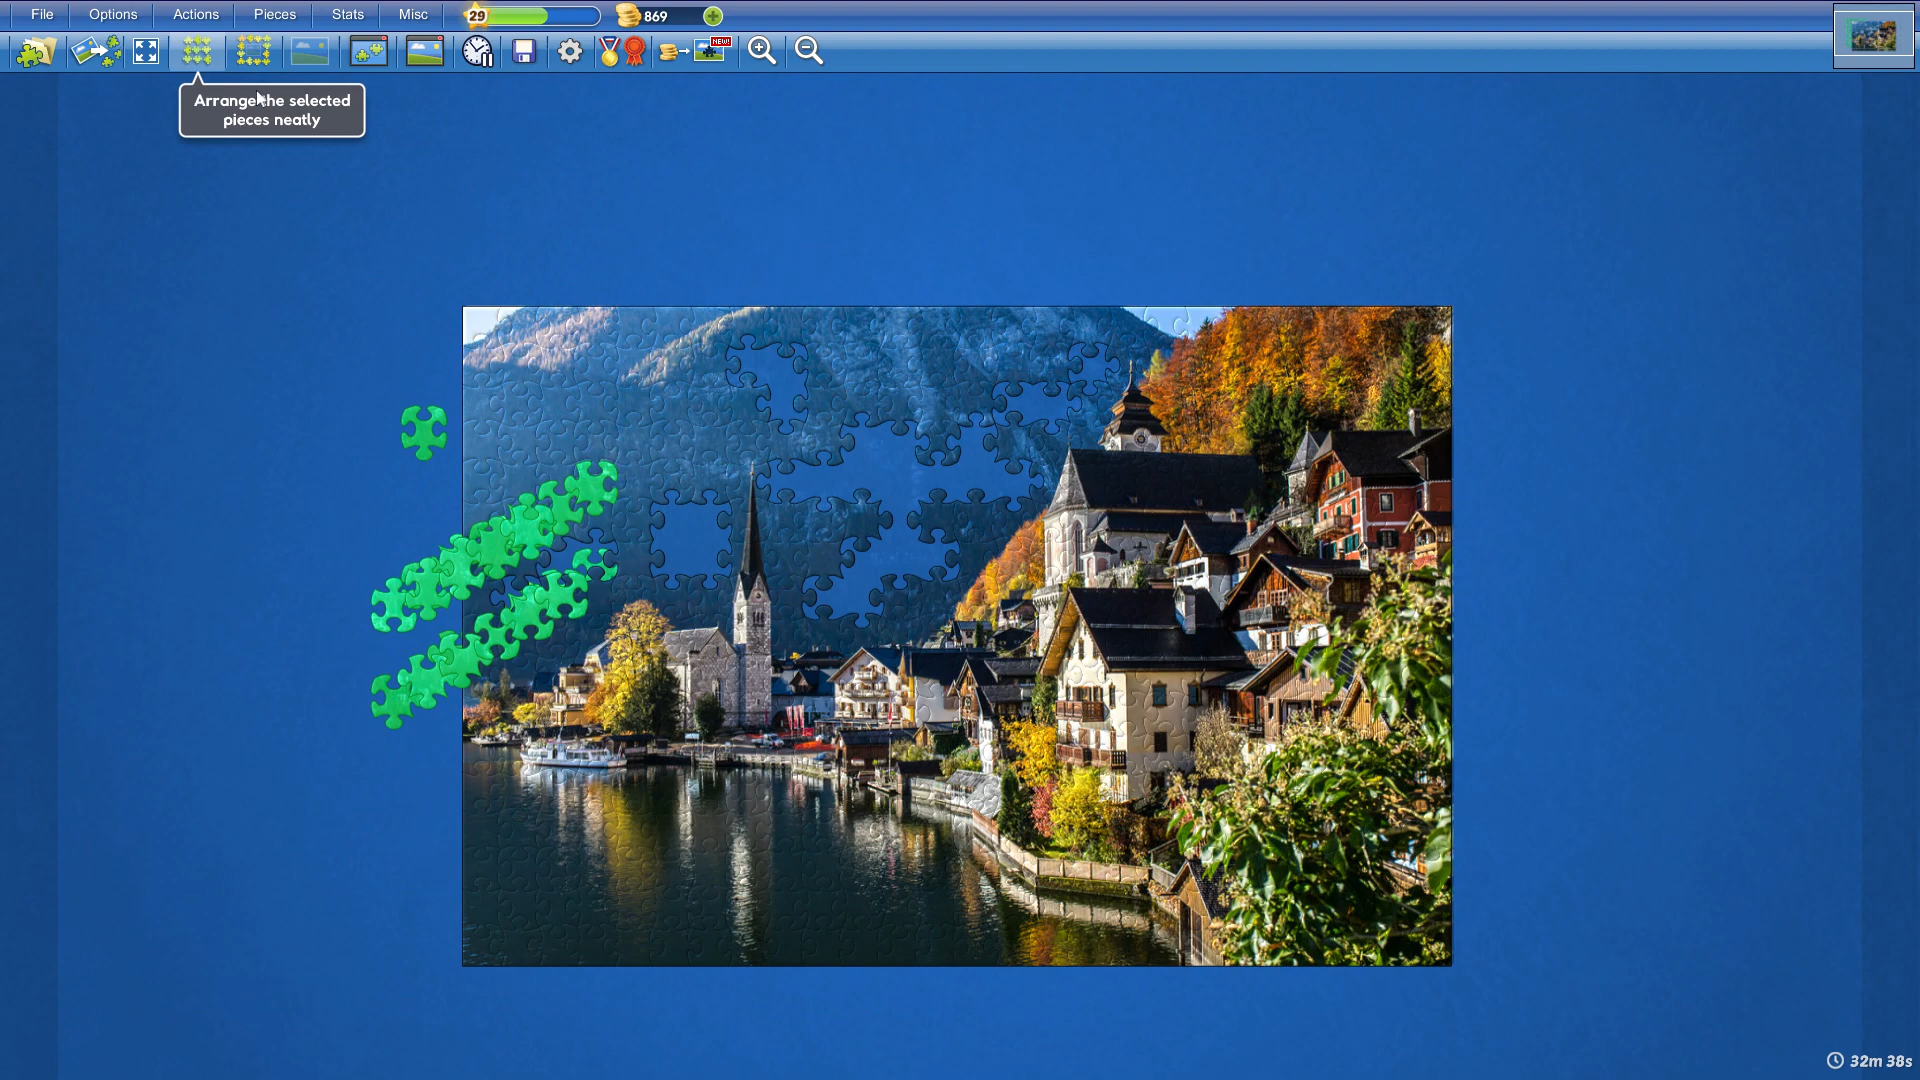 File Options Actions Pieces Stats Misc 29 869
NEW!
Arrange the selected
pieces neatly
32m 38s